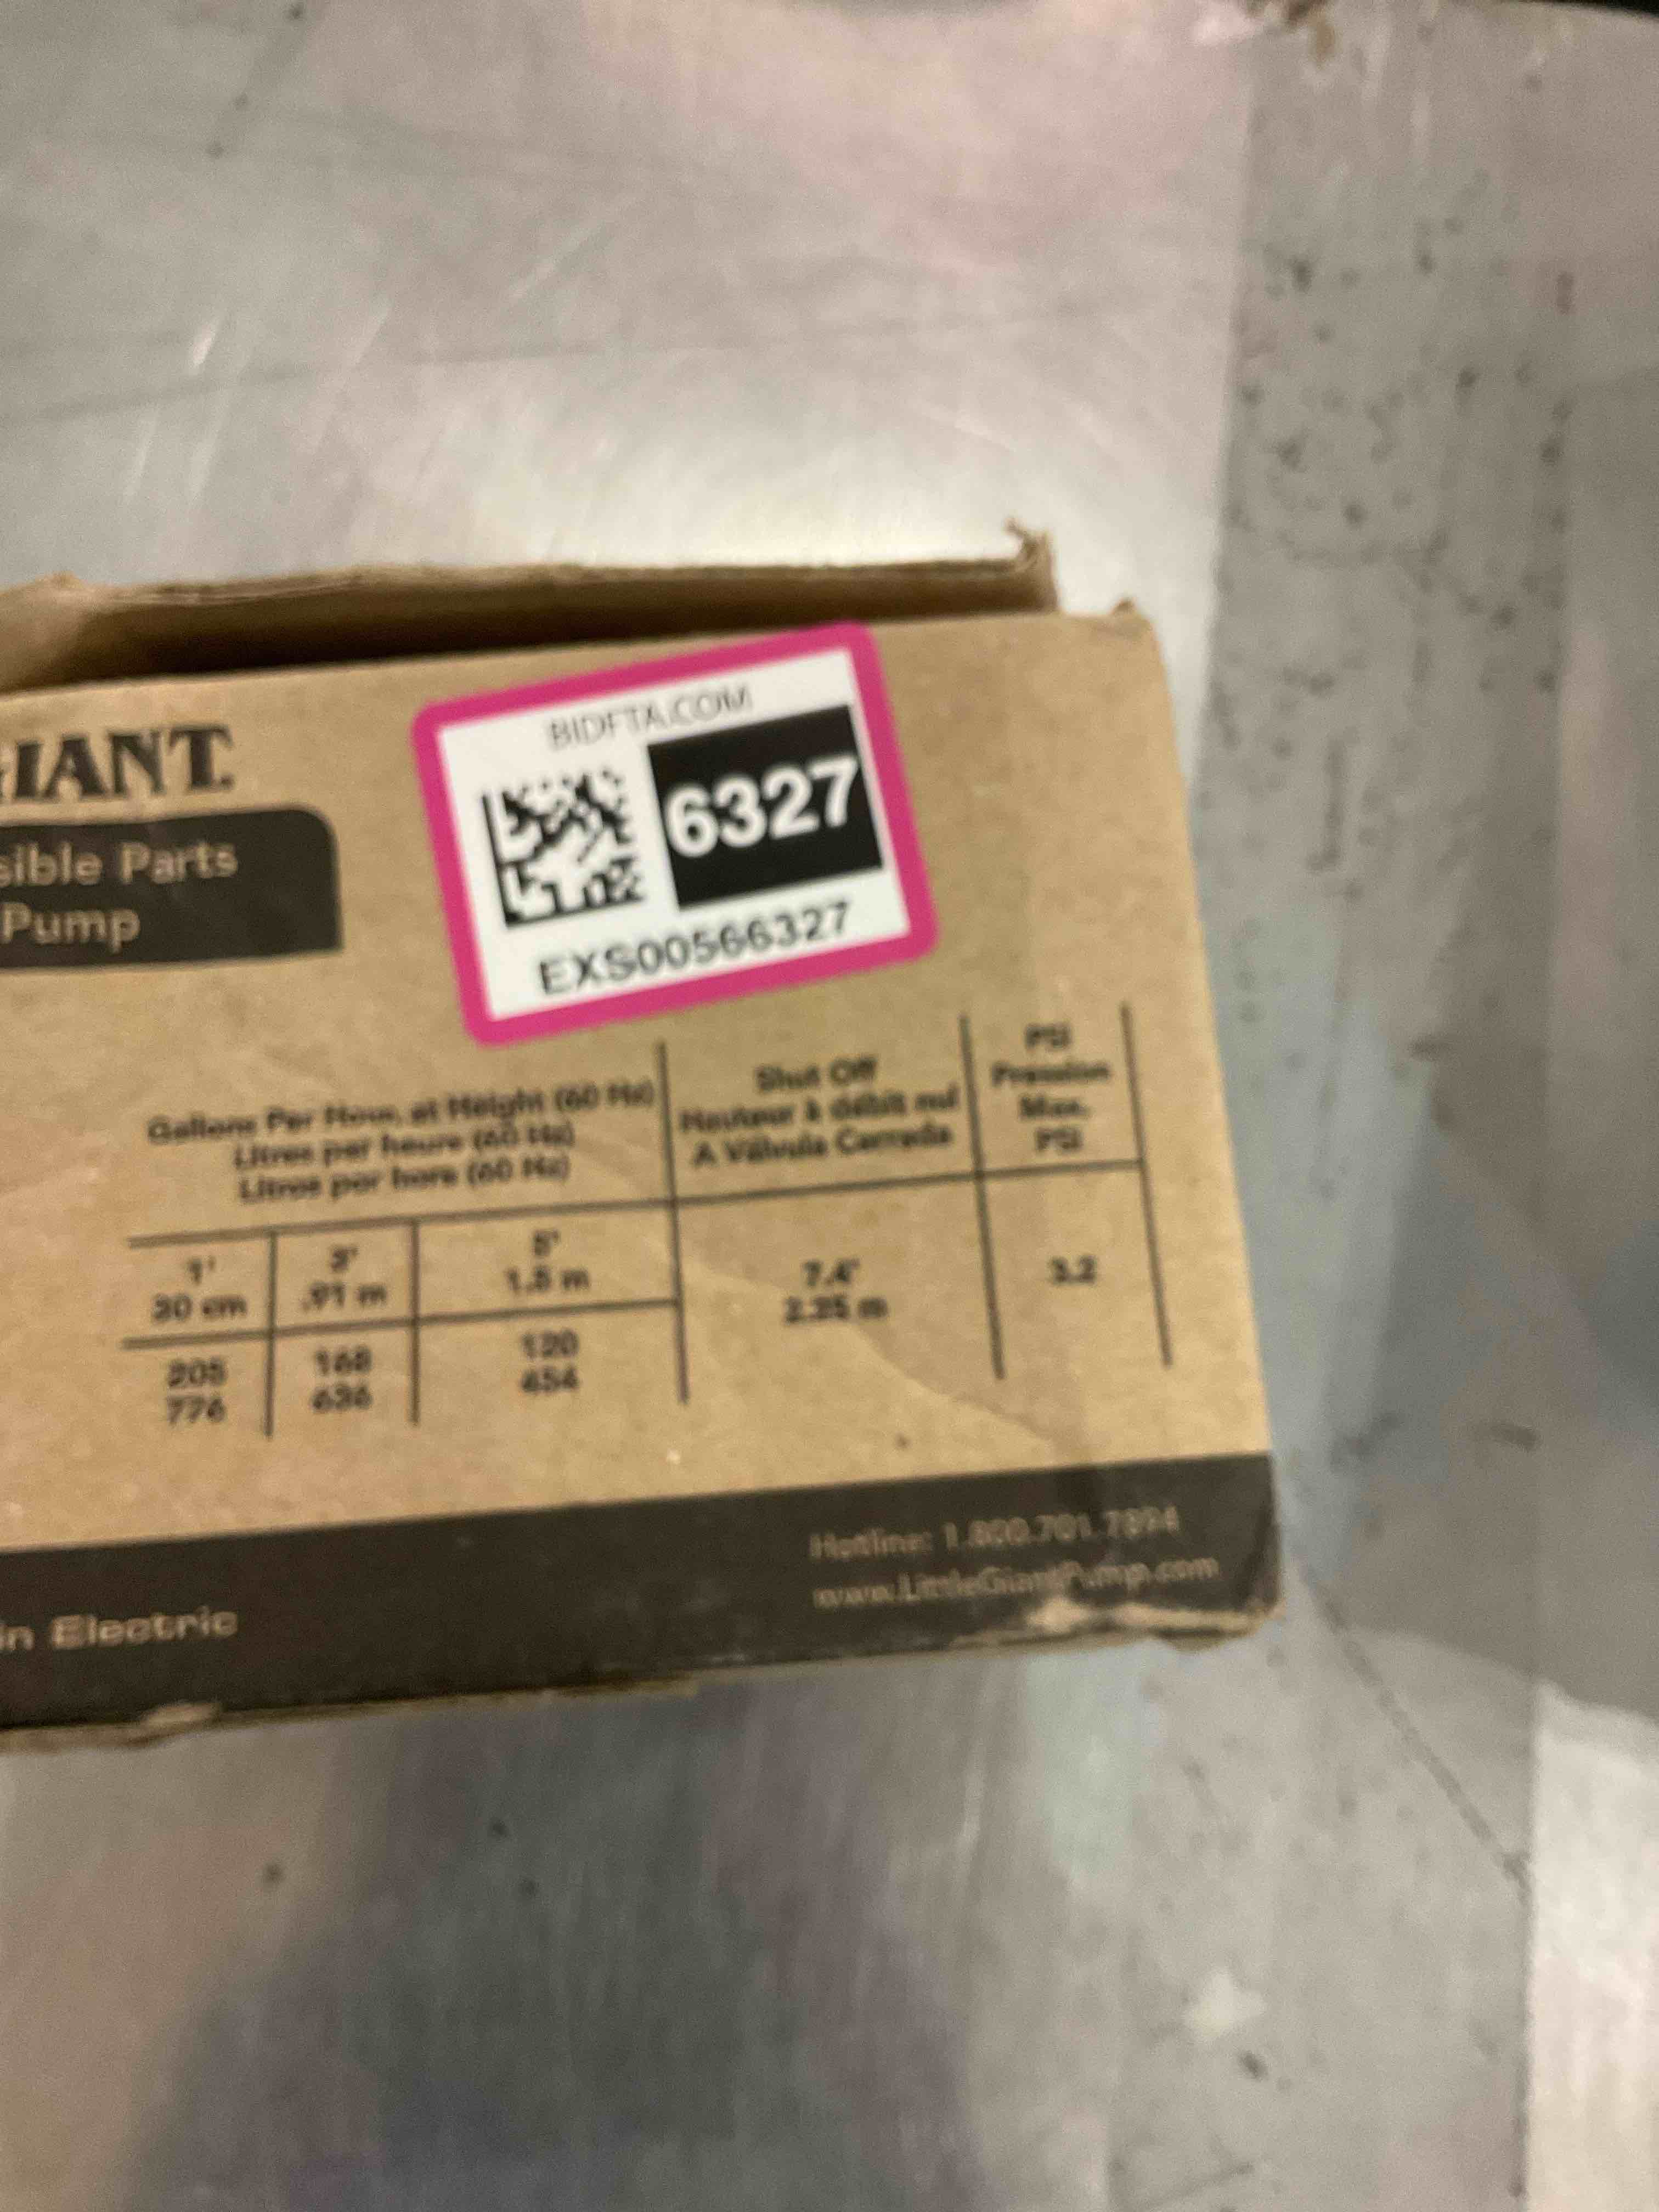 GIANT.
sible Parts
Pump
BIDFTA.COM
6327
EXS00566327
Gallons Per Hour, at Height (60 Hz)
Litres per heure (60 Hz)
Litros por hora (60 Hz)
Shut Off
Hauteur à débit nul
A Válvula Cerrada
PSI
Pression
Max.
PSI
1'
30 cm
3'
.91 m
5'
1.5 m
7.4'
2.25 m
3.2
205
776
168
636
120
454
Hotline: 1.800.701.7894
www.LittleGiantPump.com
in Electric